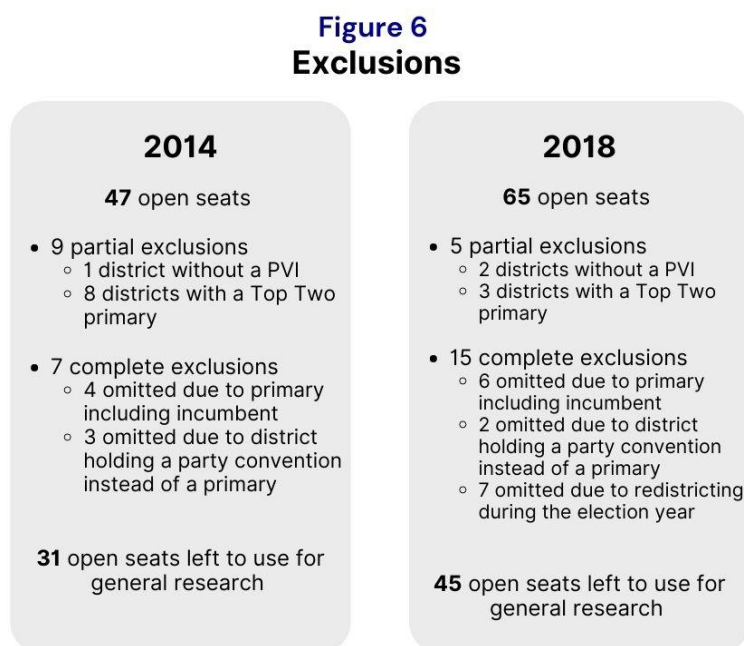 Figure 6
Exclusions
2014
47 open seats
• 9 partial exclusions
◦ 1 district without a PVI
◦ 8 districts with a Top Two
primary
• 7 complete exclusions
◦ 4 omitted due to primary
including incumbent
◦ 3 omitted due to district
holding a party convention
instead of a primary
31 open seats left to use for
general research
2018
65 open seats
• 5 partial exclusions
◦ 2 districts without a PVI
◦ 3 districts with a Top Two
primary
• 15 complete exclusions
◦ 6 omitted due to primary
including incumbent
◦ 2 omitted due to district
holding a party convention
instead of a primary
◦ 7 omitted due to redistricting
during the election year
45 open seats left to use for
general research